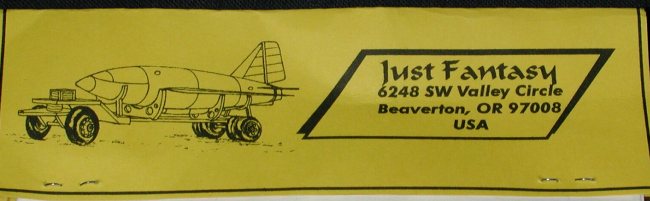 Just Fantasy
6248 SW Valley Circle
Beaverton, OR 97008
USA